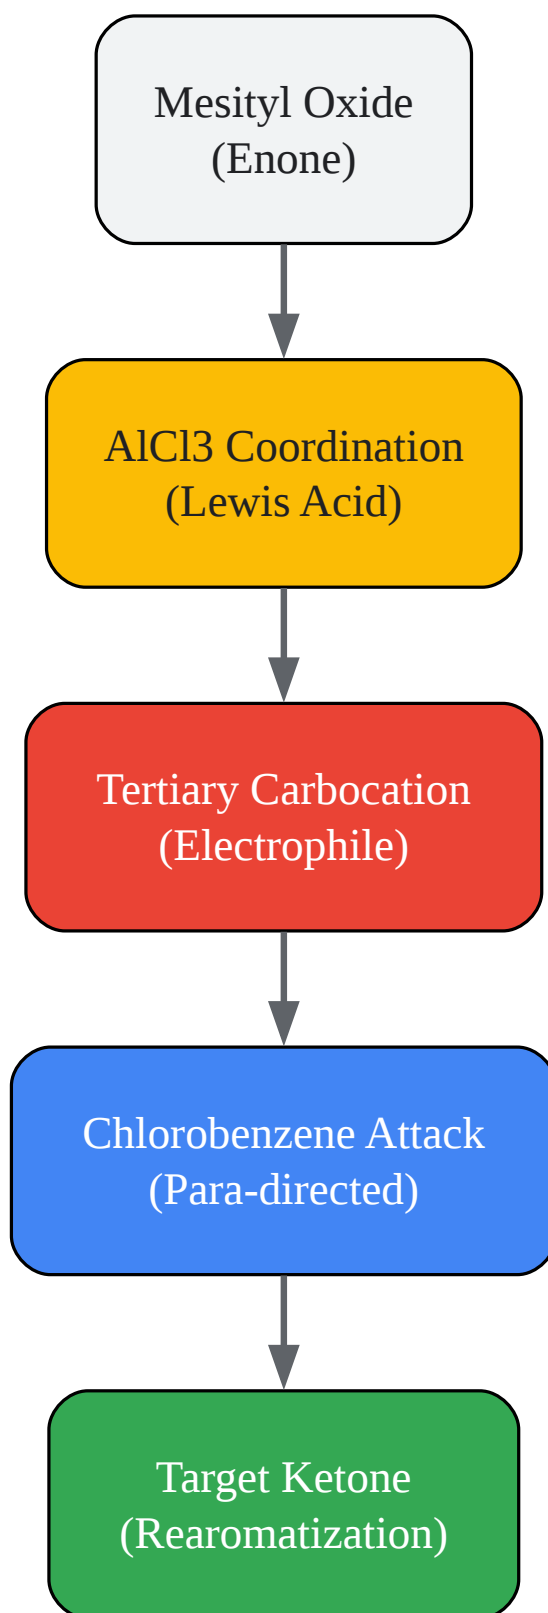 Mesityl Oxide
(Enone)
AlCl3 Coordination
(Lewis Acid)
Tertiary Carbocation
(Electrophile)
Chlorobenzene Attack
(Para-directed)
Target Ketone
(Rearomatization)